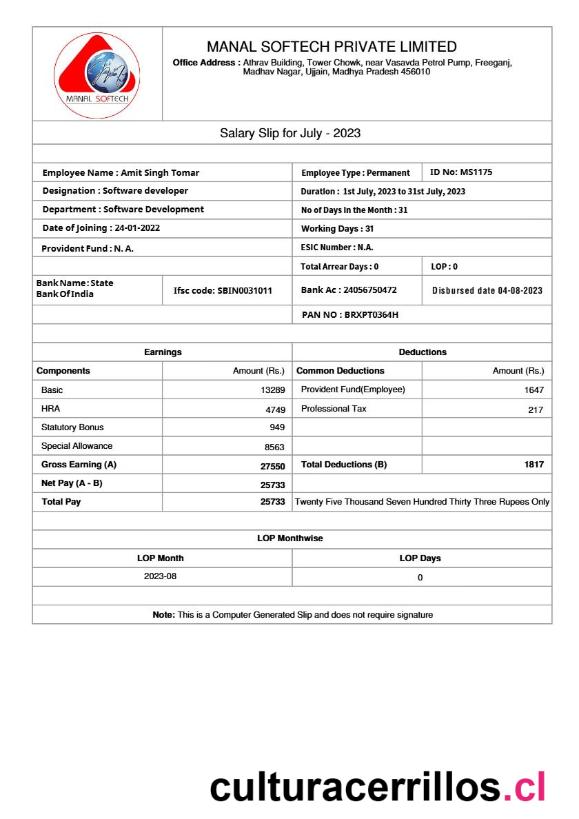 MANAL SOFTECH
MANAL SOFTECH PRIVATE LIMITED
Office Address : Athrav Building, Tower Chowk, near Vasavda Petrol Pump, Freeganj,
Madhav Nagar, Ujjain, Madhya Pradesh 456010
Salary Slip for July - 2023
Employee Name : Amit Singh Tomar Employee Type : Permanent ID No: MS1175
Designation : Software developer Duration : 1st July, 2023 to 31st July, 2023
Department : Software Development No of Days in the Month : 31
Date of Joining : 24-01-2022 Working Days : 31
Provident Fund : N. A. ESIC Number : N.A.
Total Arrear Days : 0 LOP : 0
Bank Name: State
Bank Of India Ifsc code: SBIN0031011 Bank Ac : 24056750472 Disbursed date 04-08-2023
PAN NO : BRXPT0364H
Earnings Deductions
Components Amount (Rs.) Common Deductions Amount (Rs.)
Basic 13289 Provident Fund(Employee) 1647
HRA 4749 Professional Tax 217
Statutory Bonus 949
Special Allowance 8563
Gross Earning (A) 27550 Total Deductions (B) 1817
Net Pay (A - B) 25733
Total Pay 25733 Twenty Five Thousand Seven Hundred Thirty Three Rupees Only
LOP Monthwise
LOP Month LOP Days
2023-08 0
Note: This is a Computer Generated Slip and does not require signature
culturacerrillos.cl